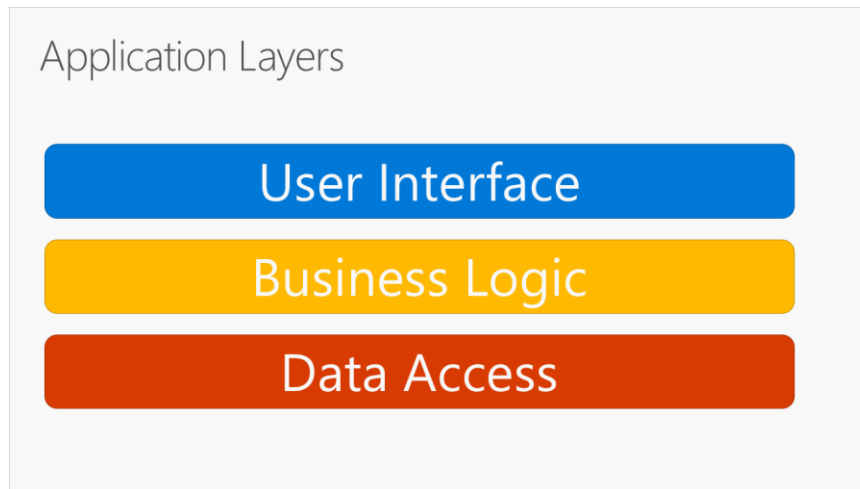 Application Layers
User Interface
Business Logic
Data Access